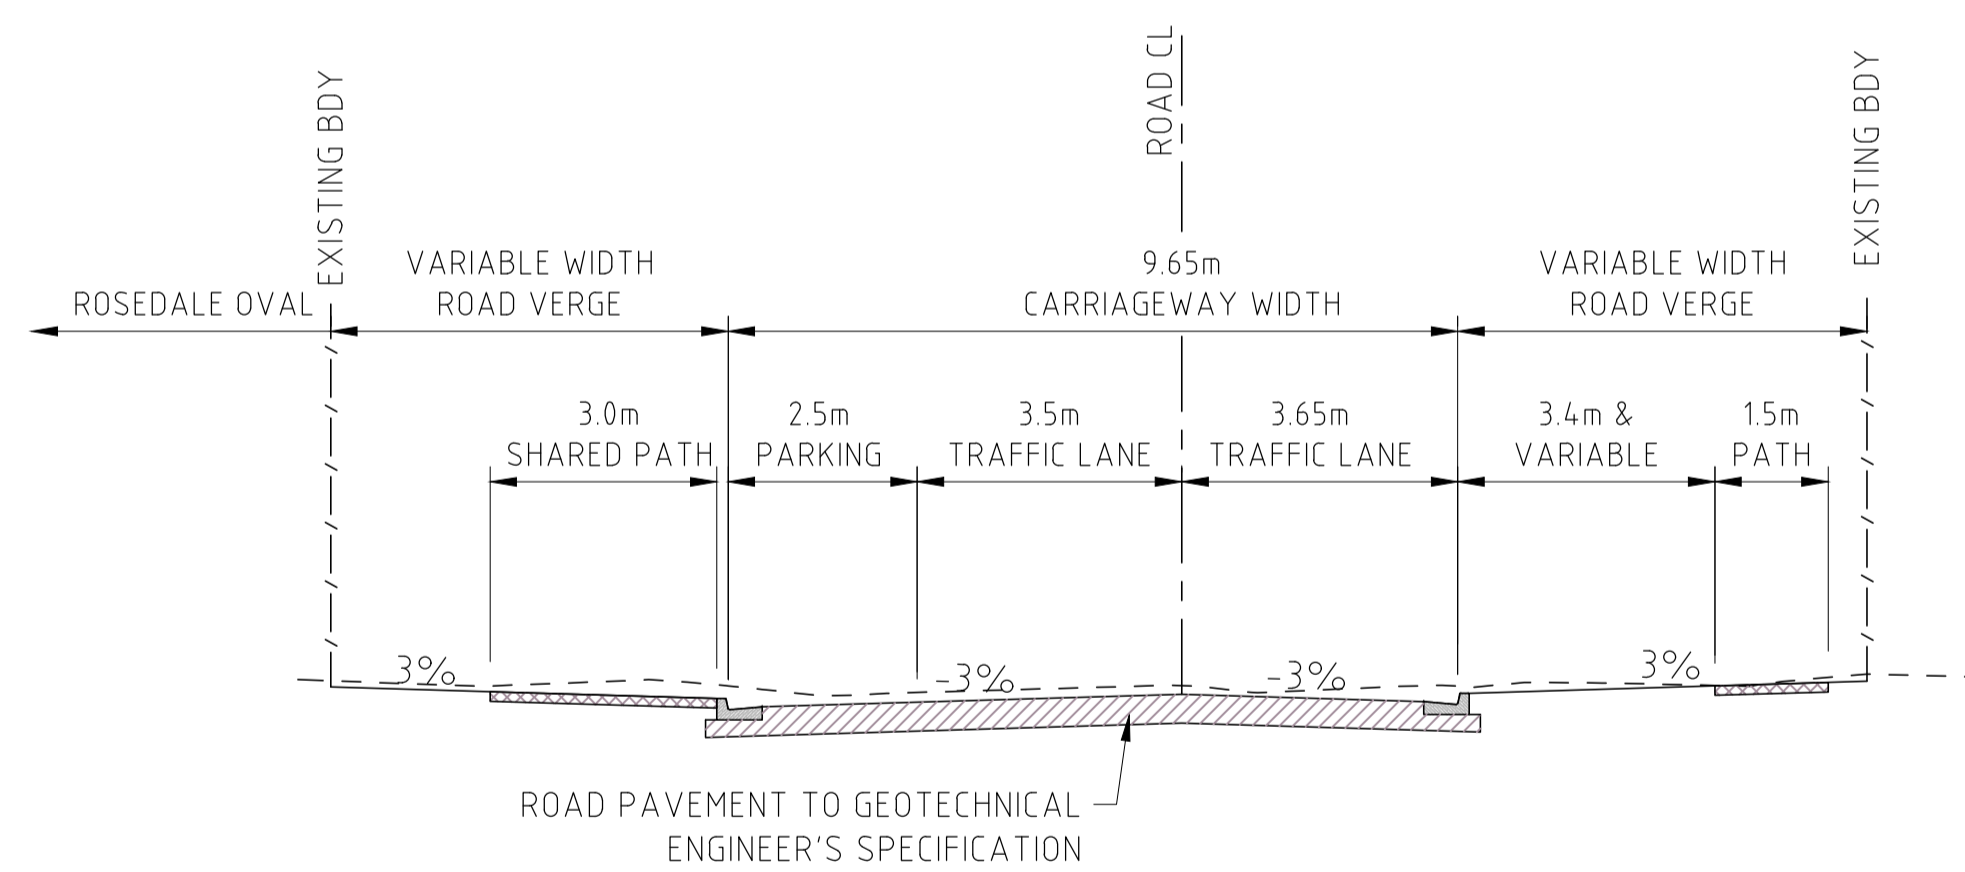 EXISTING BDY
ROAD CL
EXISTING BDY
ROSEDALE OVAL
VARIABLE WIDTH
ROAD VERGE
9.65m
CARRIAGEWAY WIDTH
VARIABLE WIDTH
ROAD VERGE
3.0m
SHARED PATH
2.5m
PARKING
3.5m
TRAFFIC LANE
3.65m
TRAFFIC LANE
3.4m &
VARIABLE
1.5m
PATH
3%
-3%
-3%
3%
ROAD PAVEMENT TO GEOTECHNICAL
ENGINEER'S SPECIFICATION